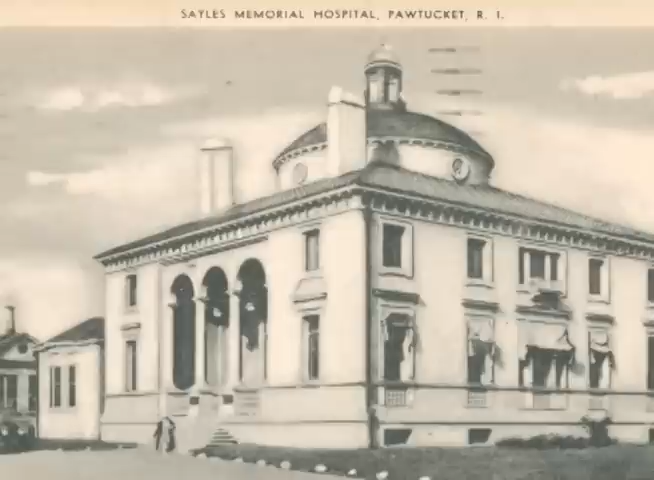 SAYLES MEMORIAL HOSPITAL, PAWTUCKET, R. I.